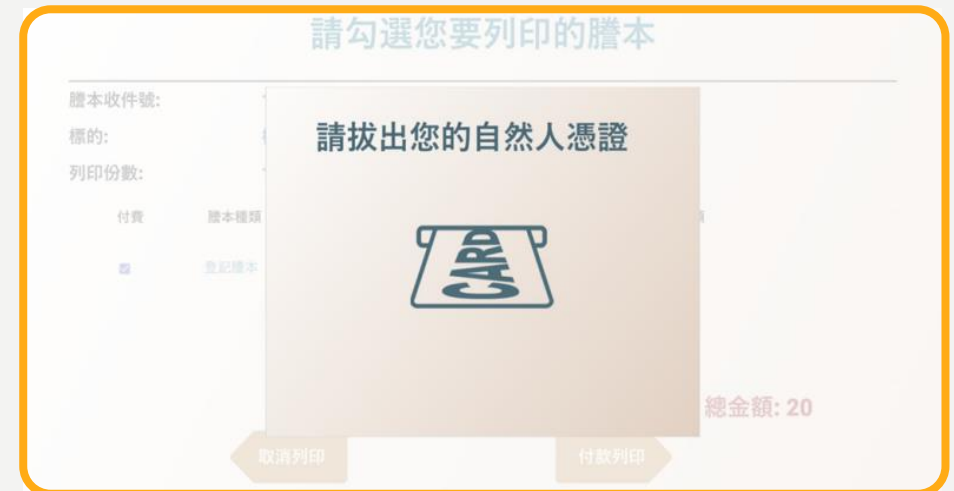 請勾選您要列印的謄本
謄本收件號:
標的:
列印份數:
付費 謄本種類
登記謄本
請拔出您的自然人憑證
CARD
總金額: 20
取消列印 付款列印